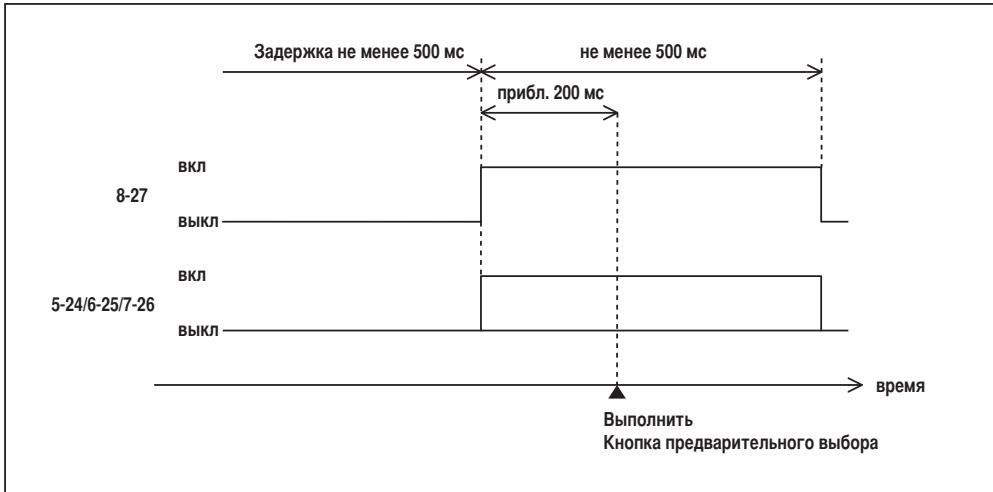 Задержка не менее 500 мс
не менее 500 мс
прибл. 200 мс
вкл
8-27
выкл
вкл
5-24/6-25/7-26
выкл
время
Выполнить
Кнопка предварительного выбора